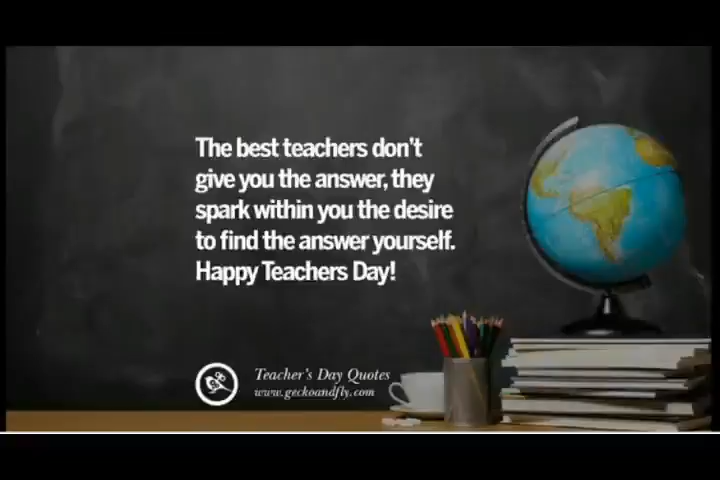 The best teachers don't
give you the answer, they
spark within you the desire
to find the answer yourself.
Happy Teachers Day!
Teacher's Day Quotes
www.geckoandfly.com